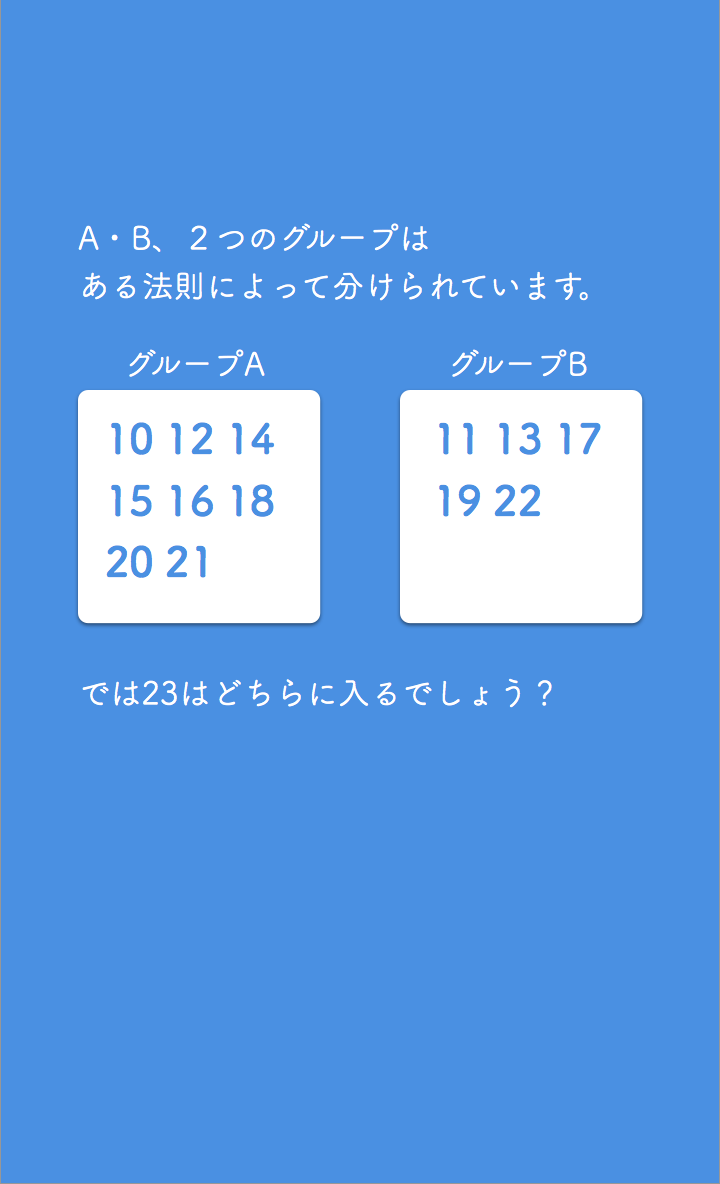 A・B、２つのグループは
ある法則によって分けられています。
グループA
10 12 14
15 16 18
20 21
グループB
11 13 17
19 22
では23はどちらに入るでしょう？